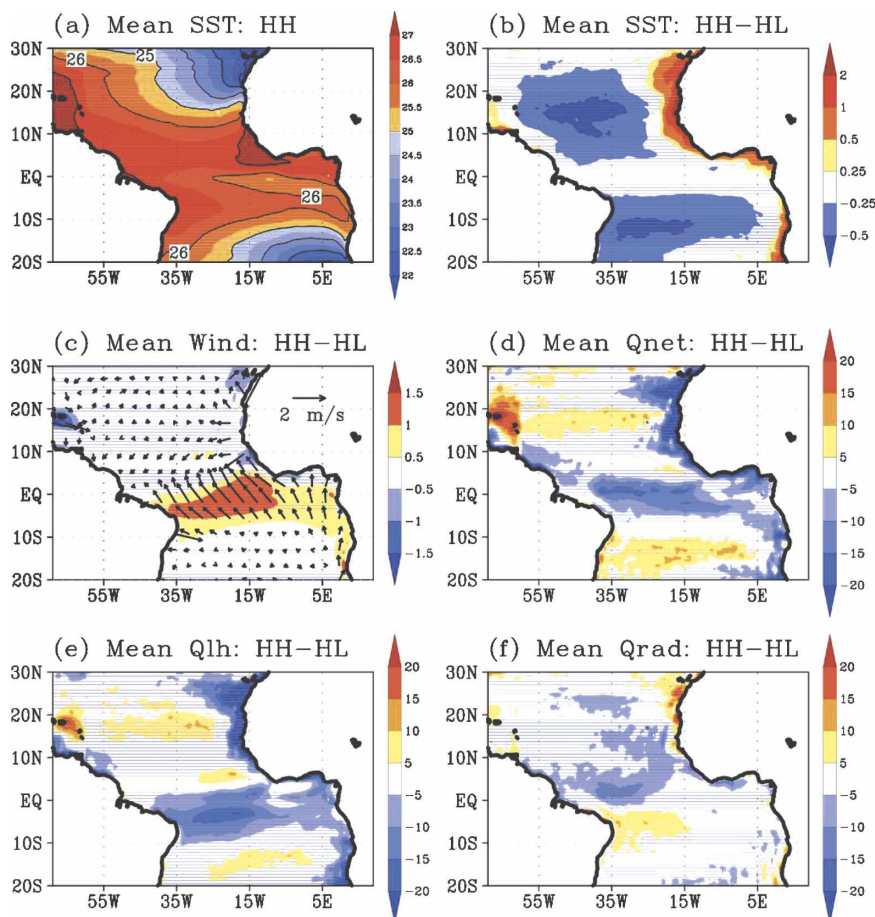 (a) Mean SST: HH
(b) Mean SST: HH-HL
30N
20N
10N
EQ
10S
20S
55W 35W 15W 5E
26 25 26 26
27
26.5
26
25.5
25
24.5
24
23.5
23
22.5
22
30N
20N
10N
EQ
10S
20S
55W 35W 15W 5E
2
1
0.5
0.25
-0.25
-0.5
(c) Mean Wind: HH-HL
(d) Mean Qnet: HH-HL
30N
20N
10N
EQ
10S
20S
55W 35W 15W 5E
2 m/s
1.5
1
0.5
-0.5
-1
-1.5
30N
20N
10N
EQ
10S
20S
55W 35W 15W 5E
20
15
10
5
-5
-10
-15
-20
(e) Mean Qlh: HH-HL
(f) Mean Qrad: HH-HL
30N
20N
10N
EQ
10S
20S
55W 35W 15W 5E
20
15
10
5
-5
-10
-15
-20
30N
20N
10N
EQ
10S
20S
55W 35W 15W 5E
20
15
10
5
-5
-10
-15
-20